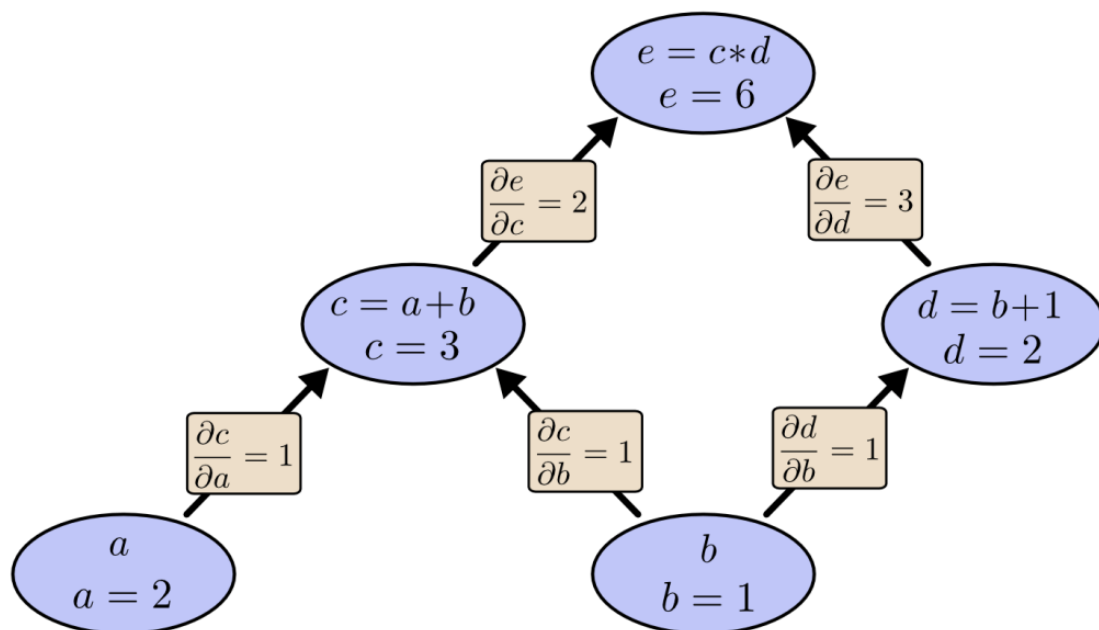 e = c*d
e = 6
∂e/∂c = 2
∂e/∂d = 3
c = a+b
c = 3
d = b+1
d = 2
∂c/∂a = 1
∂c/∂b = 1
∂d/∂b = 1
a
a = 2
b
b = 1